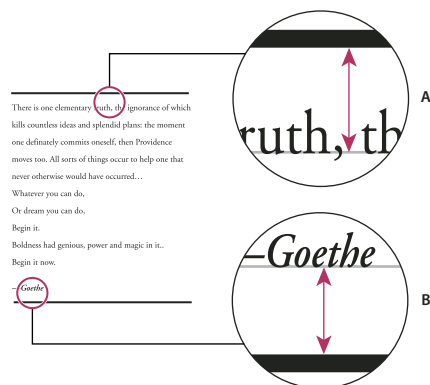 There is one elementary truth, the ignorance of which
kills countless ideas and splendid plans: the moment
one definately commits oneself, then Providence
moves too. All sorts of things occur to help one that
never otherwise would have occurred…
Whatever you can do,
Or dream you can do,
Begin it.
Boldness had genious, power and magic in it..
Begin it now.
–Goethe
ruth, th
A
–Goethe
B